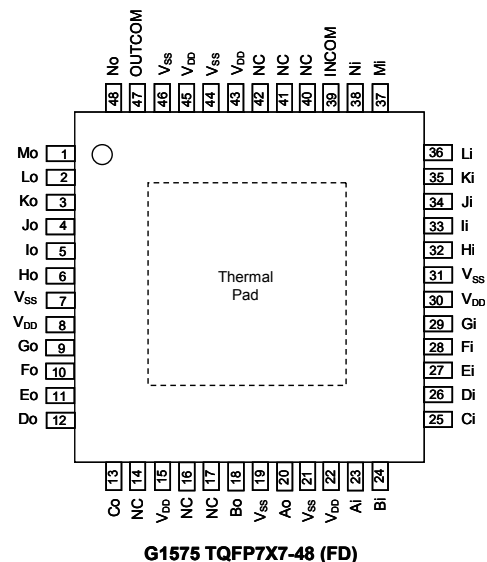 No OUTCOM VSS VDD VSS VDD NC NC NC INCOM Ni Mi
48 47 46 45 44 43 42 41 40 39 38 37
Mo 1
Lo 2
Ko 3
Jo 4
Io 5
Ho 6
VSS 7
VDD 8
Go 9
Fo 10
Eo 11
Do 12
Thermal
Pad
36 Li
35 Ki
34 Ji
33 Ii
32 Hi
31 VSS
30 VDD
29 Gi
28 Fi
27 Ei
26 Di
25 Ci
13 14 15 16 17 18 19 20 21 22 23 24
Co NC VDD NC NC Bo VSS Ao VSS VDD Ai Bi
G1575 TQFP7X7-48 (FD)